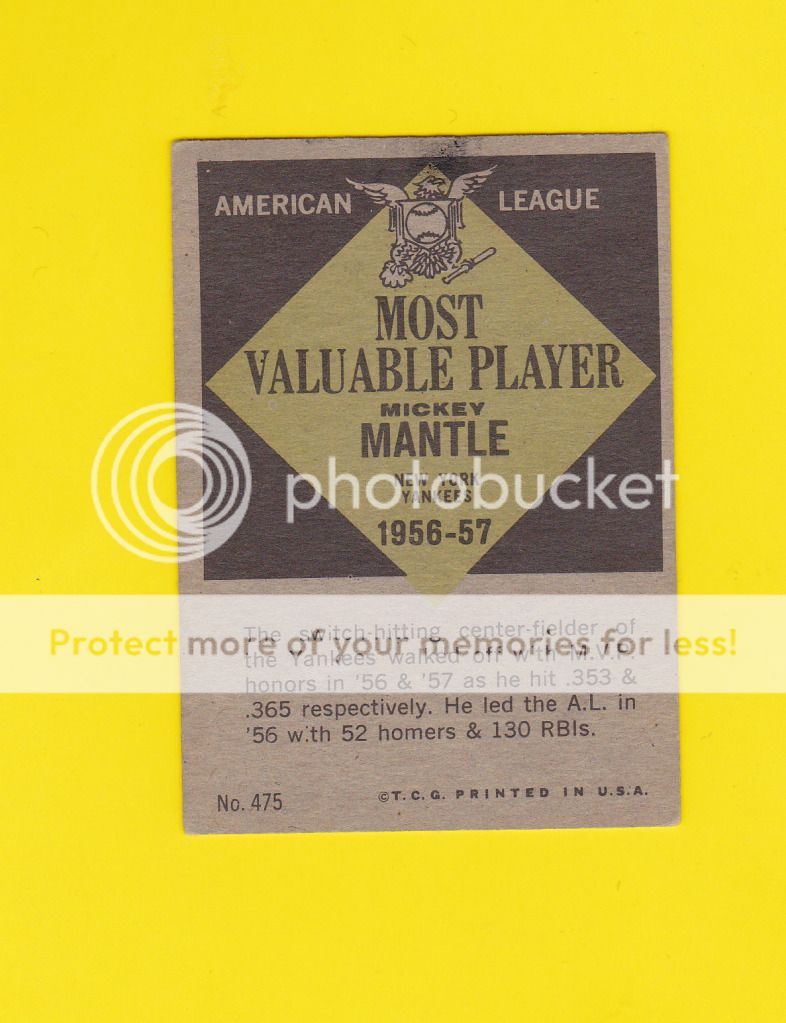 AMERICAN LEAGUE
MOST
VALUABLE PLAYER
MICKEY
MANTLE
NEW YORK
YANKEES
1956-57
photobucket
The switch-hitting center-fielder of
the Yankees walked off with M.V.P.
honors in '56 & '57 as he hit .353 &
.365 respectively. He led the A.L. in
'56 with 52 homers & 130 RBIs.
Protect more of your memories for less!
No. 475
©T.C.G. PRINTED IN U.S.A.